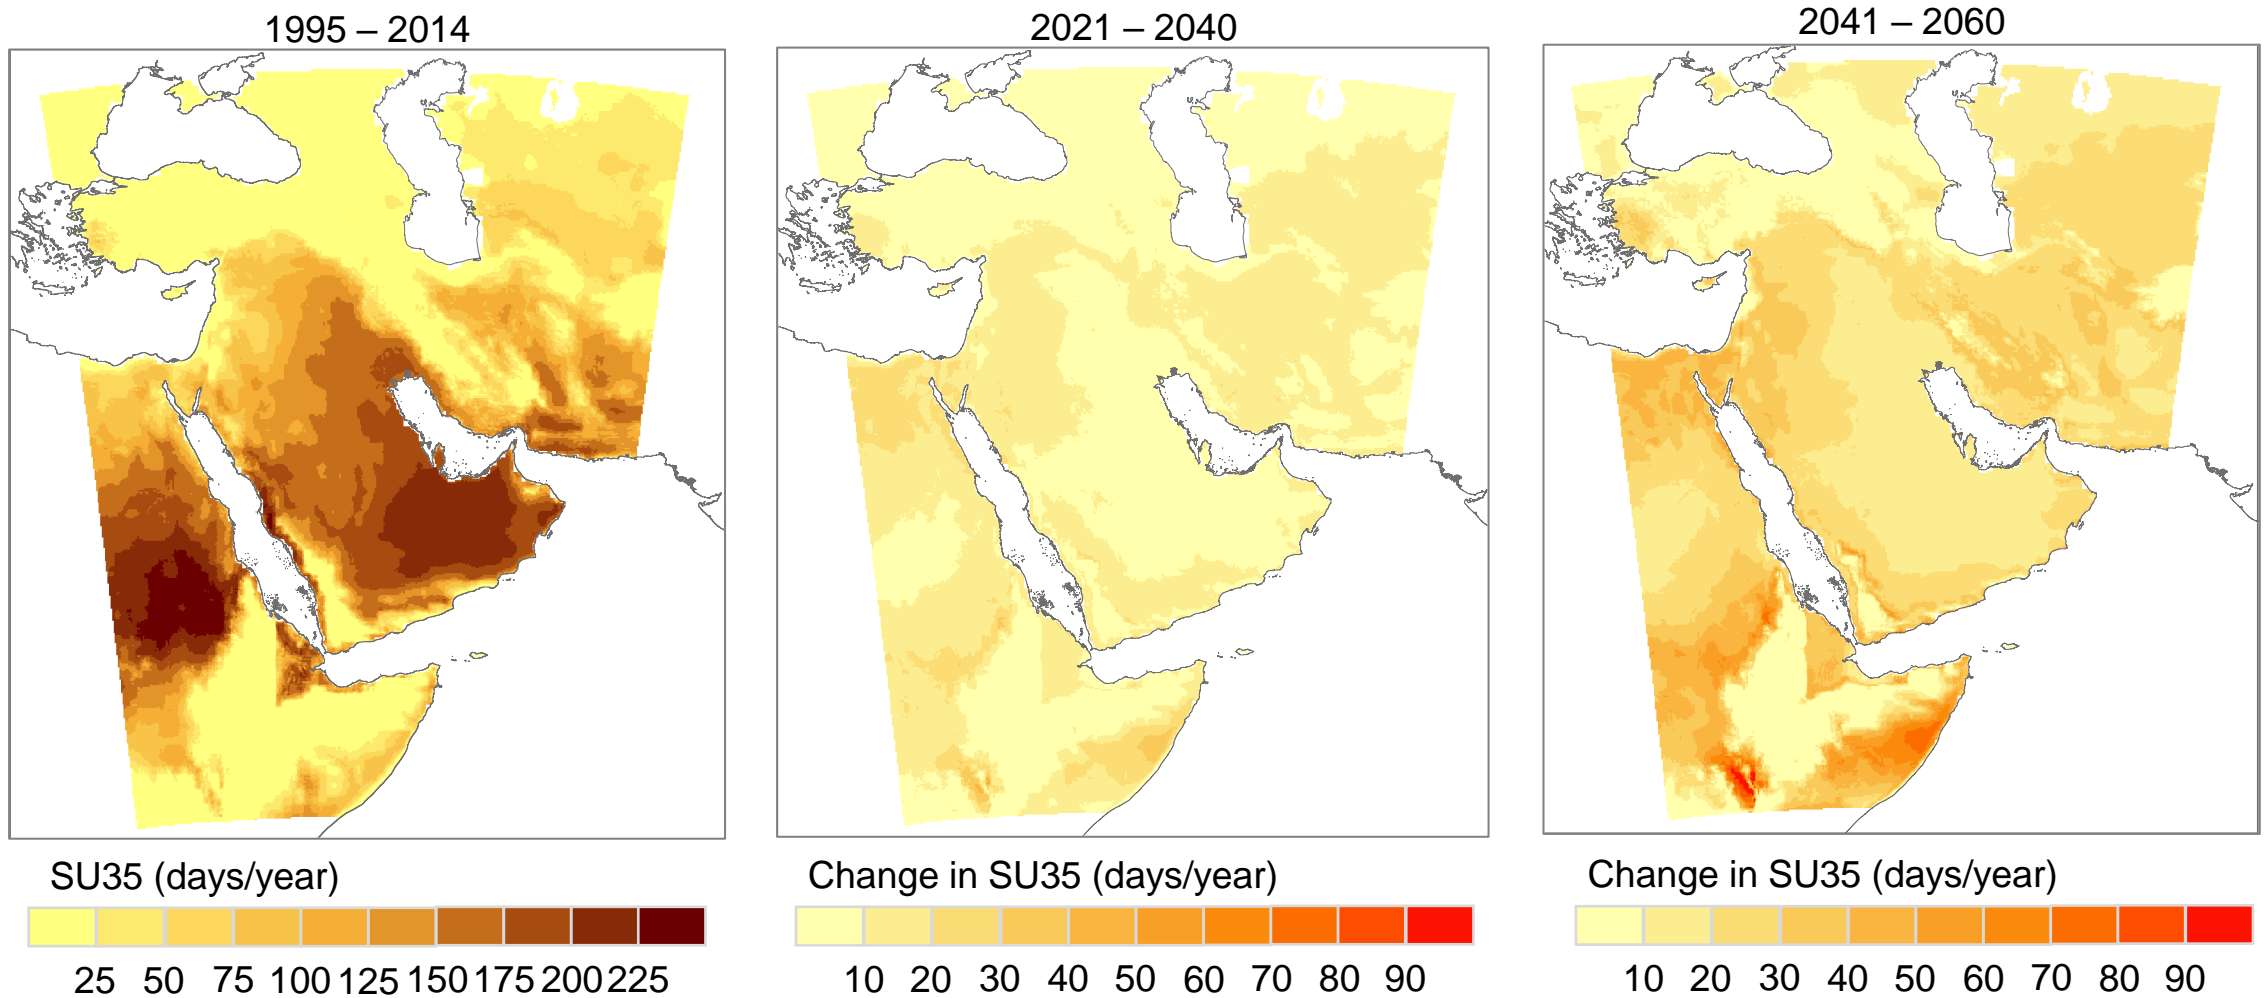 1995 – 2014
2021 – 2040
2041 – 2060
SU35 (days/year)
25 50 75 100 125 150 175 200 225
Change in SU35 (days/year)
10 20 30 40 50 60 70 80 90
Change in SU35 (days/year)
10 20 30 40 50 60 70 80 90